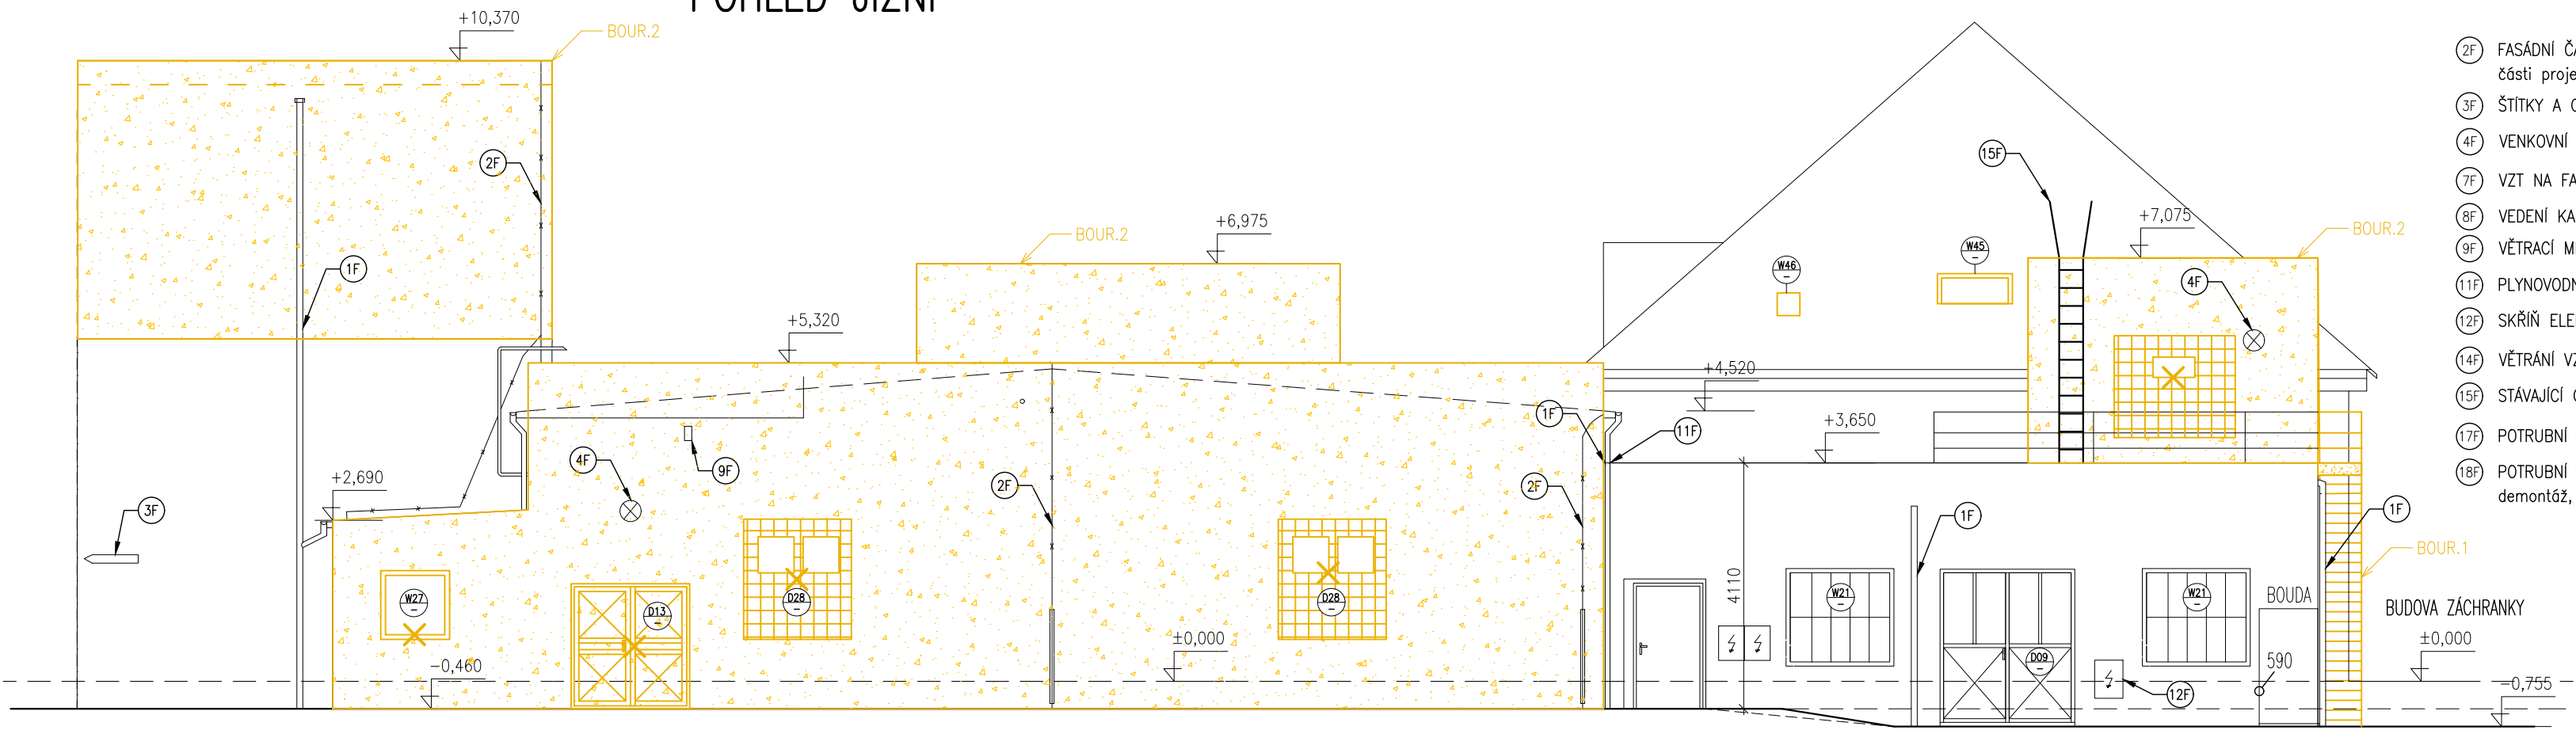 POHLED JIŽNÍ
+10,370
BOUR.2
2F
1F
3F
+2,690
-0,460
W27
D13
4F
9F
+5,320
BOUR.2
+6,975
D28
2F
±0,000
D28
2F
1F
11F
W46
W45
15F
+4,520
+3,650
+7,075
4F
BOUR.2
4110
W21
1F
D09
12F
W21
BOUDA
590
1F
BOUR.1
BUDOVA ZÁCHRANKY
±0,000
-0,755
2F FASÁDNÍ
části
3F ŠTÍTKY A
4F VENKOVNÍ
7F VZT NA
8F VEDENÍ
9F VĚTRACÍ
11F
12F SKŘÍŇ
14F VĚTRÁNÍ
15F STÁVAJÍCÍ
17F POTRUBNÍ
18F POTRUBNÍ
demontáž,